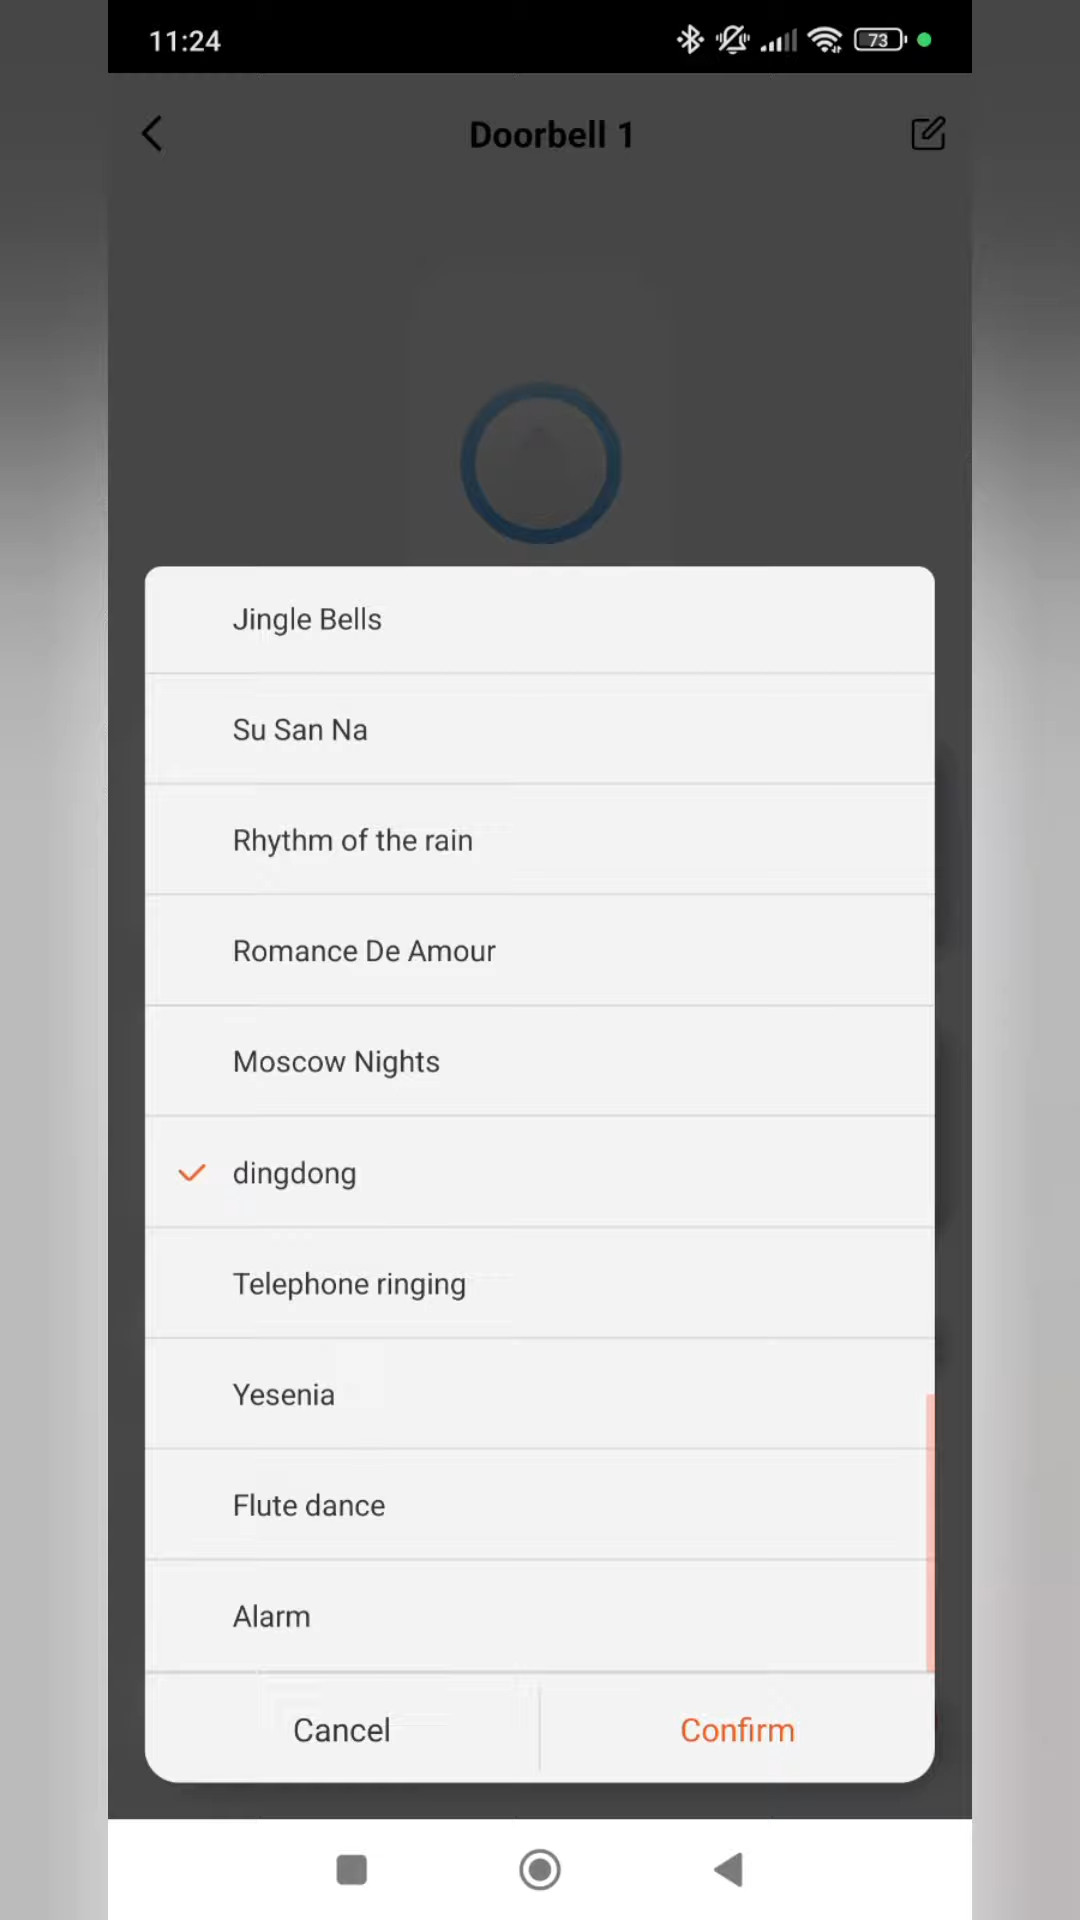 11:24
73
Doorbell 1
Jingle Bells
Su San Na
Rhythm of the rain
Romance De Amour
Moscow Nights
dingdong
Telephone ringing
Yesenia
Flute dance
Alarm
Cancel
Confirm